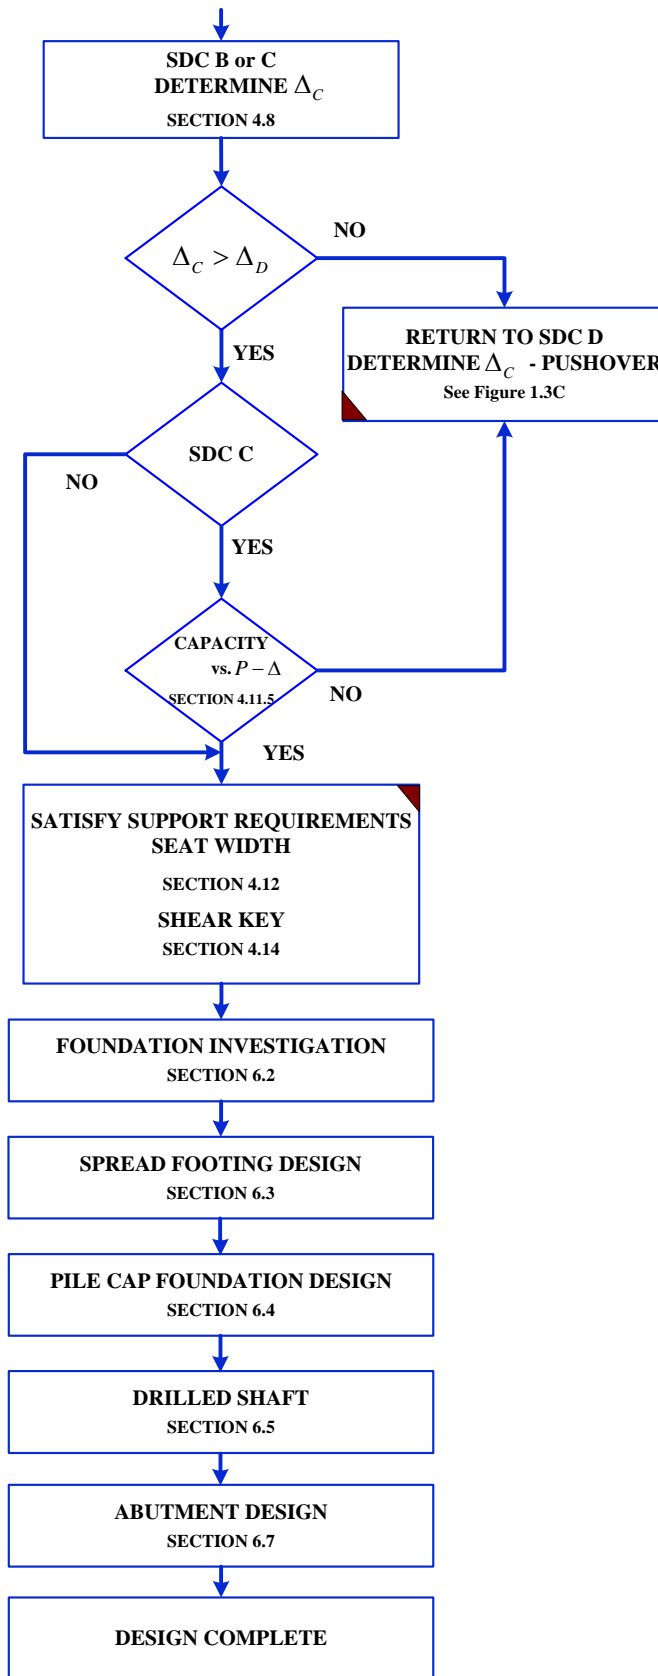 SDC B or C
DETERMINE Δ_C
SECTION 4.8
Δ_C > Δ_D
NO
YES
RETURN TO SDC D
DETERMINE Δ_C - PUSHOVER
See Figure 1.3C
SDC C
NO
YES
CAPACITY
vs. P − Δ
SECTION 4.11.5
NO
YES
SATISFY SUPPORT REQUIREMENTS
SEAT WIDTH
SECTION 4.12
SHEAR KEY
SECTION 4.14
FOUNDATION INVESTIGATION
SECTION 6.2
SPREAD FOOTING DESIGN
SECTION 6.3
PILE CAP FOUNDATION DESIGN
SECTION 6.4
DRILLED SHAFT
SECTION 6.5
ABUTMENT DESIGN
SECTION 6.7
DESIGN COMPLETE